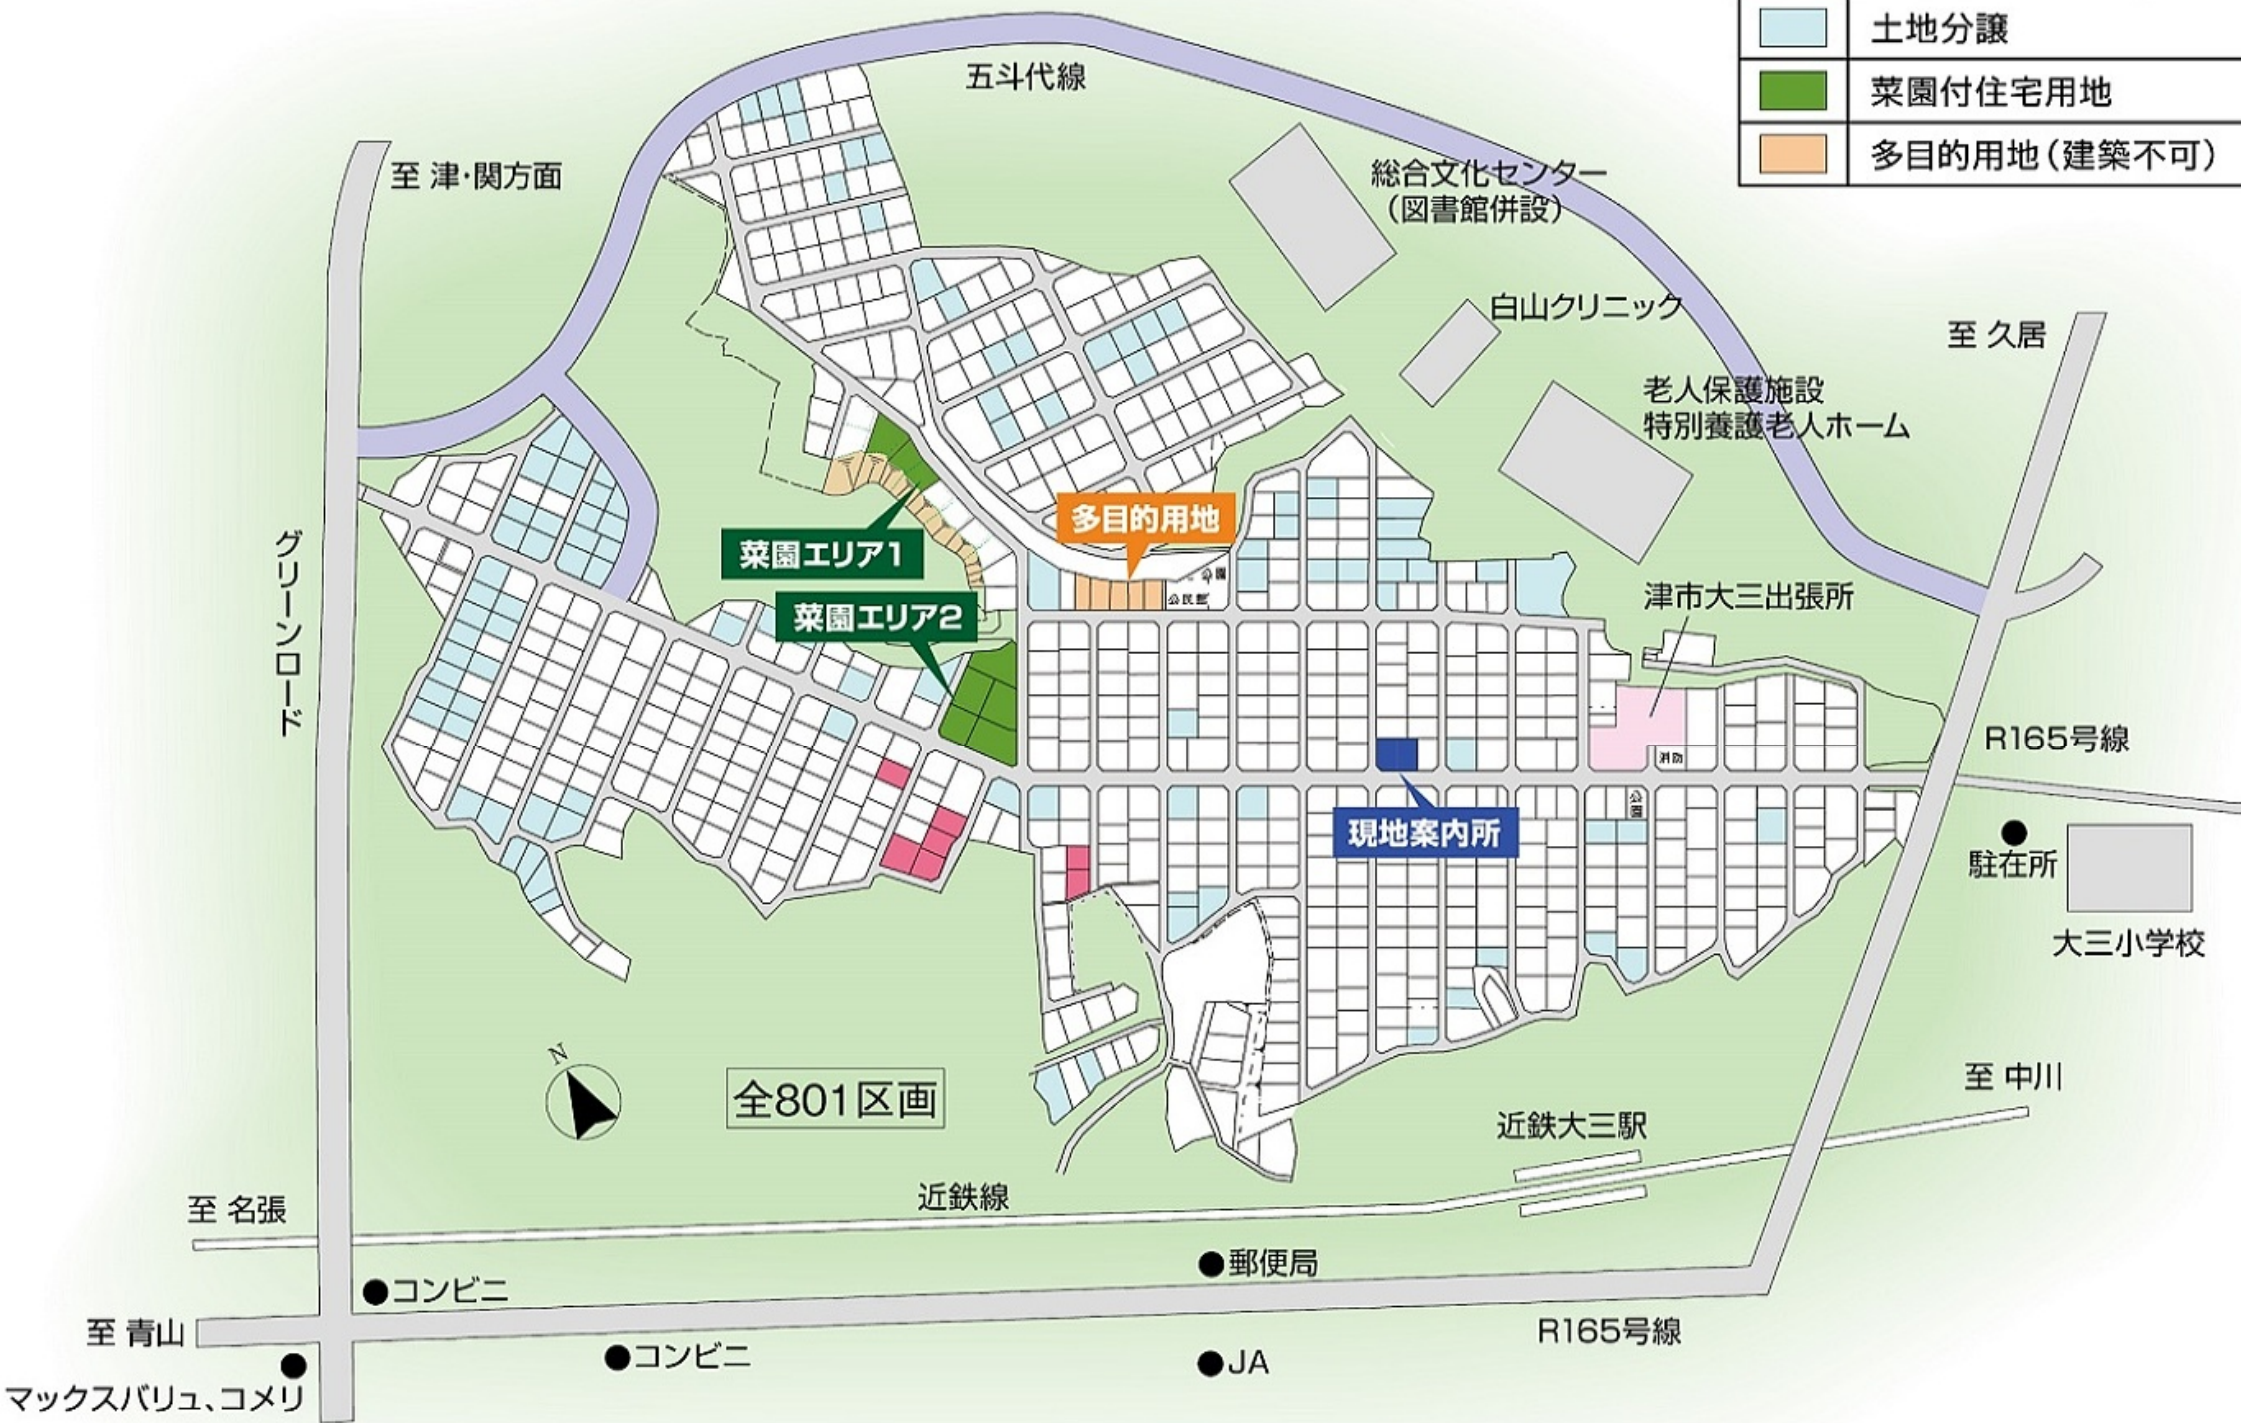 土地分譲
菜園付住宅用地
多目的用地(建築不可)
五斗代線
至 津・関方面
総合文化センター
(図書館併設)
白山クリニック
至 久居
老人保護施設
特別養護老人ホーム
グリーンロード
多目的用地
菜園エリア1
公園
公民館
菜園エリア2
津市大三出張所
R165号線
消防
公園
現地案内所
駐在所
大三小学校
N
全801区画
至 中川
近鉄大三駅
近鉄線
至 名張
郵便局
コンビニ
至 青山
R165号線
コンビニ
JA
マックスバリュ、コメリ